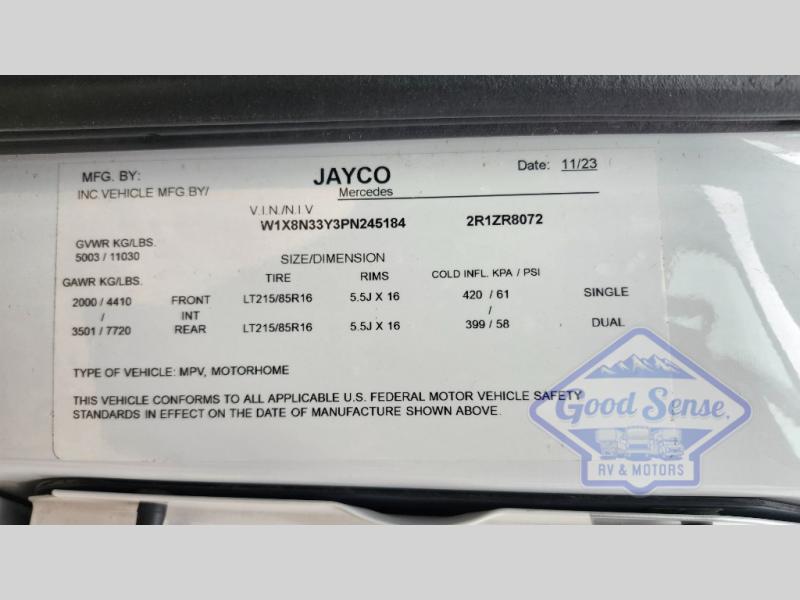 MFG. BY: JAYCO Date: 11/23
INC.VEHICLE MFG.BY/ Mercedes
V.I.N./N.I.V
W1X8N33Y3PN245184 2R1ZR8072
GVWR KG/LBS.
5003 / 11030
SIZE/DIMENSION
GAWR KG/LBS. TIRE RIMS COLD INFL. KPA / PSI
2000 / 4410 FRONT LT215/85R16 5.5J X 16 420 / 61 SINGLE
/ INT /
3501 / 7720 REAR LT215/85R16 5.5J X 16 399 / 58 DUAL
TYPE OF VEHICLE: MPV, MOTORHOME
THIS VEHICLE CONFORMS TO ALL APPLICABLE U.S. FEDERAL MOTOR VEHICLE SAFETY
STANDARDS IN EFFECT ON THE DATE OF MANUFACTURE SHOWN ABOVE.
Good Sense
RV & MOTORS